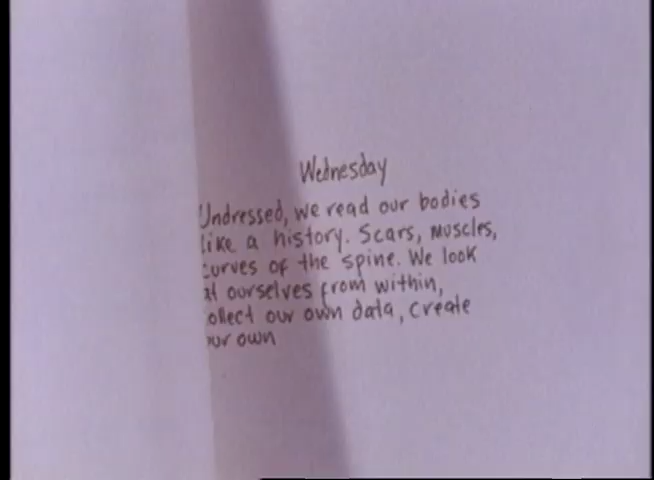 Wednesday
Undressed, we read our bodies
like a history. Scars, muscles,
curves of the spine. We look
at ourselves from within,
ollect our own data, create
our own